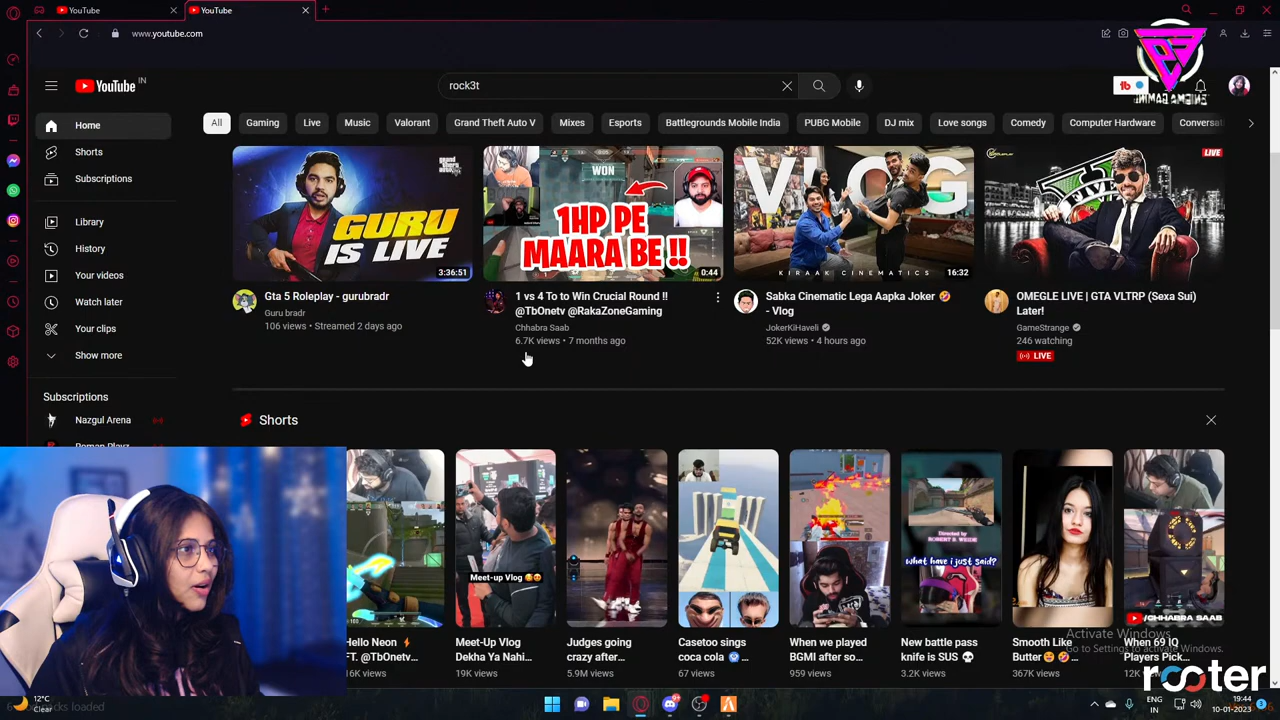 YouTube
YouTube
www.youtube.com
YouTube IN
rock3t
Home
Shorts
Subscriptions
Library
History
Your videos
Watch later
Your clips
Show more
Subscriptions
Nazgul Arena
All
Gaming
Live
Music
Valorant
Grand Theft Auto V
Mixes
Esports
Battlegrounds Mobile India
PUBG Mobile
DJ mix
Love songs
Comedy
Computer Hardware
GURU
IS LIVE
3:36:51
Gta 5 Roleplay - gurubradr
Guru bradr
106 views • Streamed 2 days ago
WON
1HP PE
MAARA BE !!
0:44
1 vs 4 To to Win Crucial Round !!
@TbOnetv @RakaZoneGaming
Chhabra Saab
6.7K views • 7 months ago
VLOG
KIRAAK CINEMATICS
16:32
Sabka Cinematic Lega Aapka Joker 🤣
- Vlog
JokerKiHaveli
52K views • 4 hours ago
LIVE
OMEGLE LIVE | GTA VLTRP (Sexa Sui)
Later!
GameStrange
246 watching
LIVE
Shorts
Hello Neon ⚡
FT. @TbOnetv...
Meet-up Vlog 🥰😍
Meet-Up Vlog
Dekha Ya Nahi...
19K views
Judges going
crazy after...
5.9M views
Casetoo sings
coca cola 🥶...
67 views
When we played
BGMI after so...
959 views
Directed by
ROBERT B. WEIDE
What have i just said?
New battle pass
knife is SUS 💀
3.2K views
Smooth Like
Butter😍🤣...
367K views
/CHHABRA SAAB
When 69 IQ
Players Pick...
Activate Windows
Go to Settings to activate Windows.
rooter
12°C
Clear
ENG
IN
19:44
10-01-2023